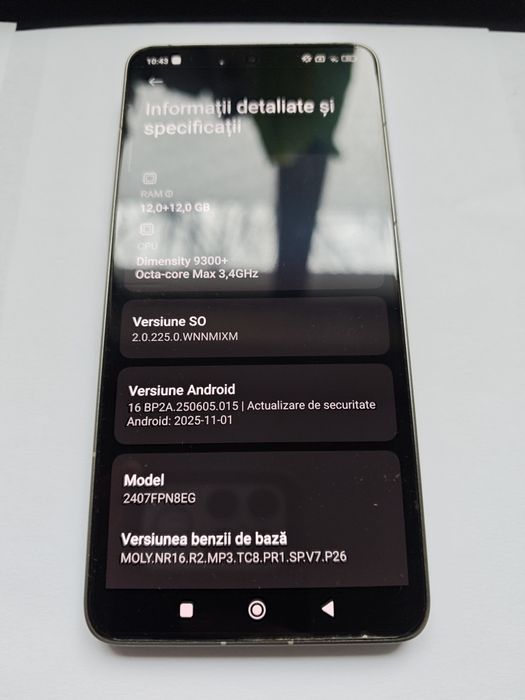 10:43
Informații detaliate și
specificații
RAM
12,0+12,0 GB
CPU
Dimensity 9300+
Octa-core Max 3,4GHz
Versiune SO
2.0.225.0.WNNMIXM
Versiune Android
16 BP2A.250605.015 | Actualizare de securitate
Android: 2025-11-01
Model
2407FPN8EG
Versiunea benzii de bază
MOLY.NR16.R2.MP3.TC8.PR1.SP.V7.P26